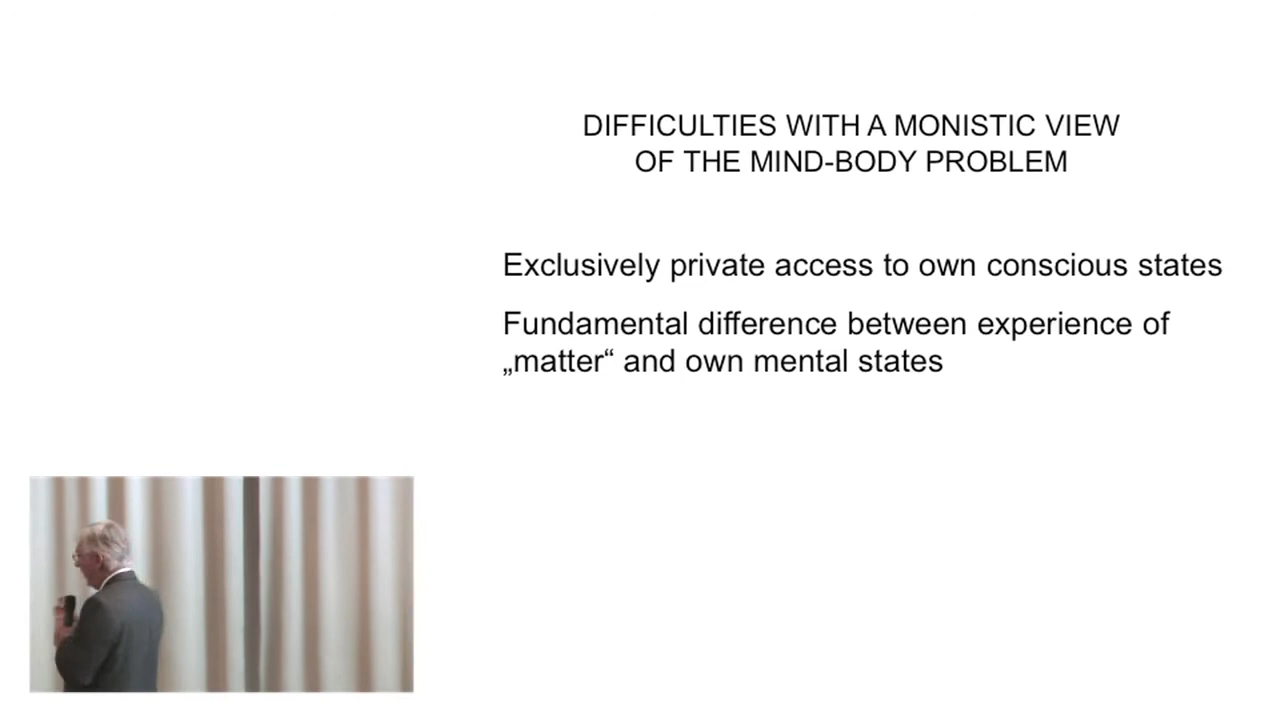 DIFFICULTIES WITH A MONISTIC VIEW
OF THE MIND-BODY PROBLEM
Exclusively private access to own conscious states
Fundamental difference between experience of
„matter“ and own mental states